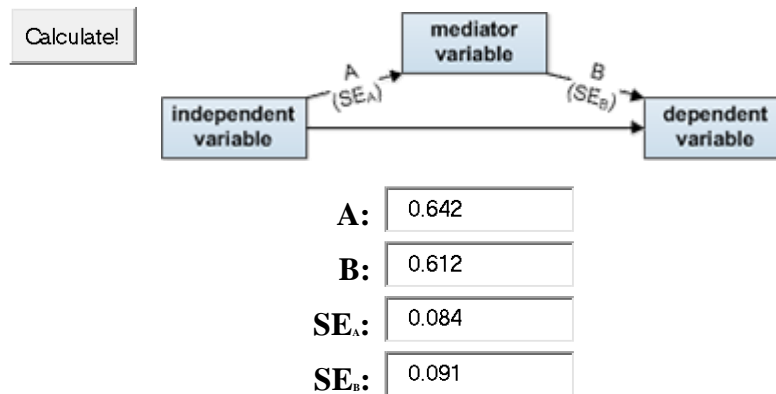 Calculate!
mediator
variable
A
(SEA)
B
(SEB)
independent
variable
dependent
variable
A: 0.642
B: 0.612
SEA: 0.084
SEB: 0.091